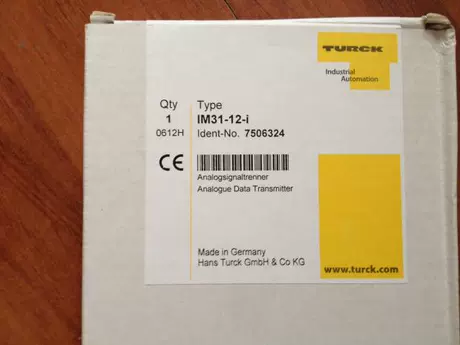 TURCK
Industrial
Automation
Qty Type
1 IM31-12-i
0612H Ident-No. 7506324
CE
Analogsignaltrenner
Analogue Data Transmitter
Made in Germany
Hans Turck GmbH & Co KG
www.turck.com